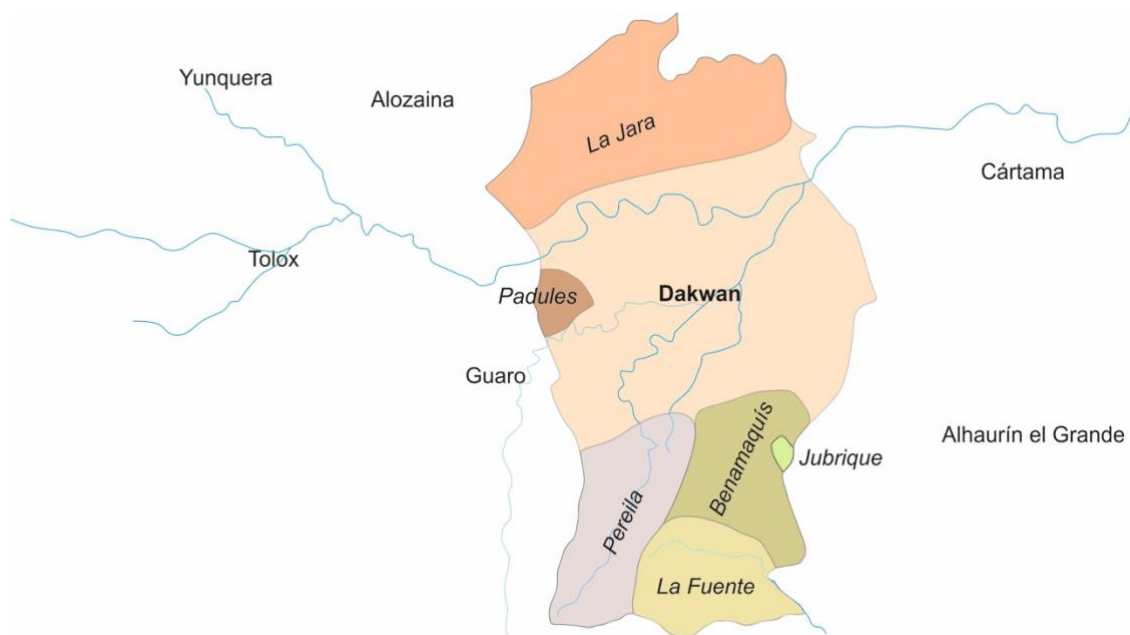 Yunquera
Alozaina
La Jara
Cártama
Tolox
Padules
Dakwan
Guaro
Benamaquís
Alhaurín el Grande
Jubrique
Pereila
La Fuente